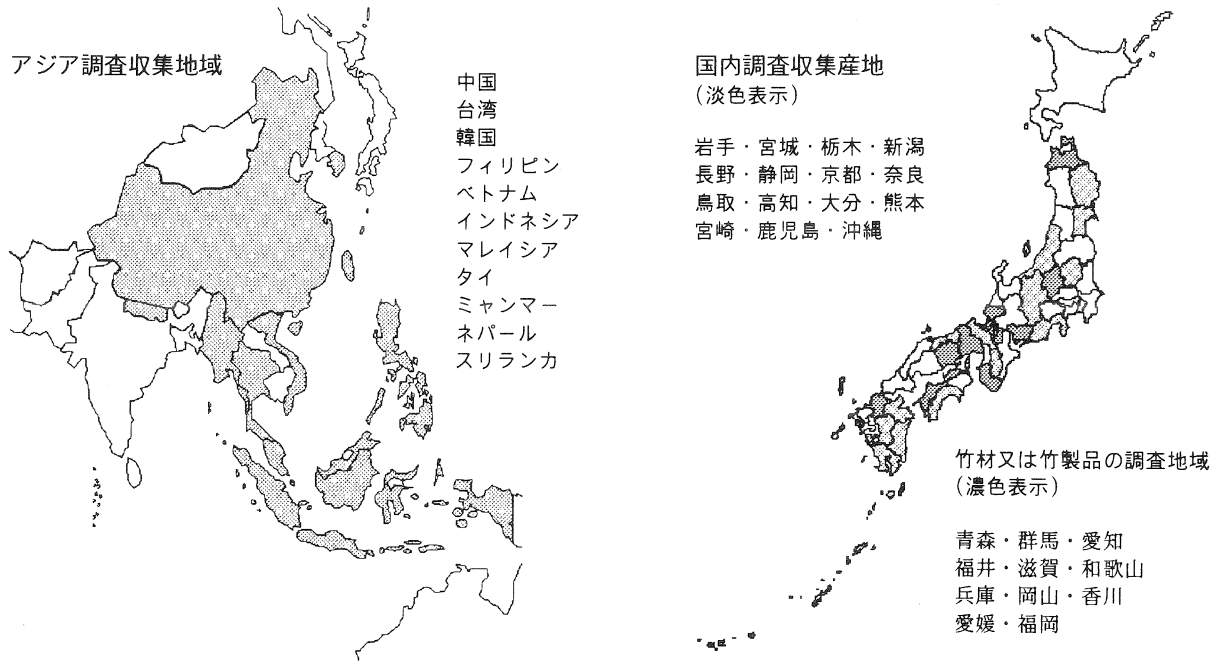 アジア調査収集地域
中国
台湾
韓国
フィリピン
ベトナム
インドネシア
マレイシア
タイ
ミャンマー
ネパール
スリランカ
国内調査収集産地
(淡色表示)
岩手・宮城・栃木・新潟
長野・静岡・京都・奈良
鳥取・高知・大分・熊本
宮崎・鹿児島・沖縄
竹材又は竹製品の調査地域
(濃色表示)
青森・群馬・愛知
福井・滋賀・和歌山
兵庫・岡山・香川
愛媛・福岡